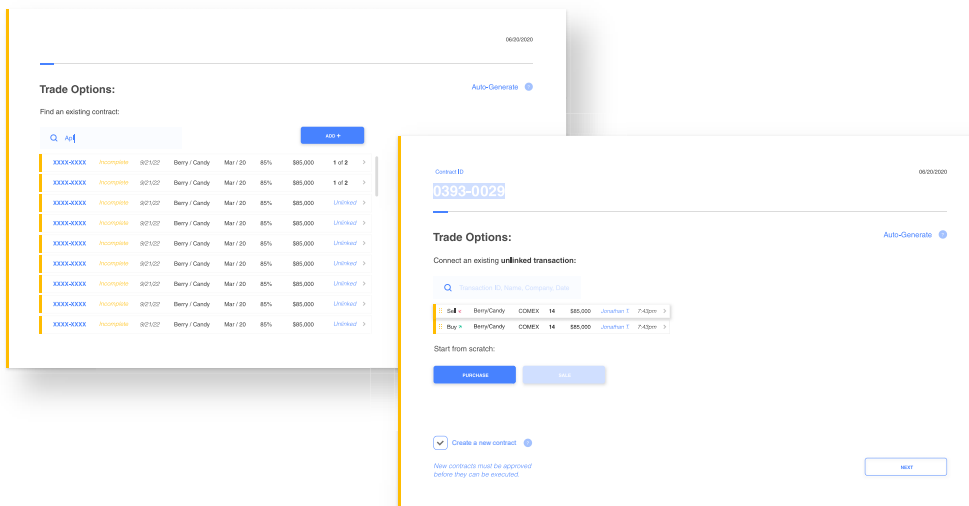 06/20/2020
Trade Options:
Auto-Generate
Find an existing contract:
Apl
ADD +
XXXX-XXXX Incomplete 9/21/22 Berry / Candy Mar / 20 85% $85,000 1 of 2
XXXX-XXXX Incomplete 9/21/22 Berry / Candy Mar / 20 85% $85,000 1 of 2
XXXX-XXXX Incomplete 9/21/22 Berry / Candy Mar / 20 85% $85,000 Unlinked
XXXX-XXXX Incomplete 9/21/22 Berry / Candy Mar / 20 85% $85,000 Unlinked
XXXX-XXXX Incomplete 9/21/22 Berry / Candy Mar / 20 85% $85,000 Unlinked
XXXX-XXXX Incomplete 9/21/22 Berry / Candy Mar / 20 85% $85,000 Unlinked
XXXX-XXXX Incomplete 9/21/22 Berry / Candy Mar / 20 85% $85,000 Unlinked
XXXX-XXXX Incomplete 9/21/22 Berry / Candy Mar / 20 85% $85,000 Unlinked
XXXX-XXXX Incomplete 9/21/22 Berry / Candy Mar / 20 85% $85,000 Unlinked
Contract ID
06/20/2020
0393-0029
Trade Options:
Auto-Generate
Connect an existing unlinked transaction:
Transaction ID, Name, Company, Date
Sell Berry/Candy COMEX 14 $85,000 Jonathan T. 7:43pm
Buy Berry/Candy COMEX 14 $85,000 Jonathan T. 7:43pm
Start from scratch:
PURCHASE
SALE
Create a new contract
New contracts must be approved
before they can be executed.
NEXT